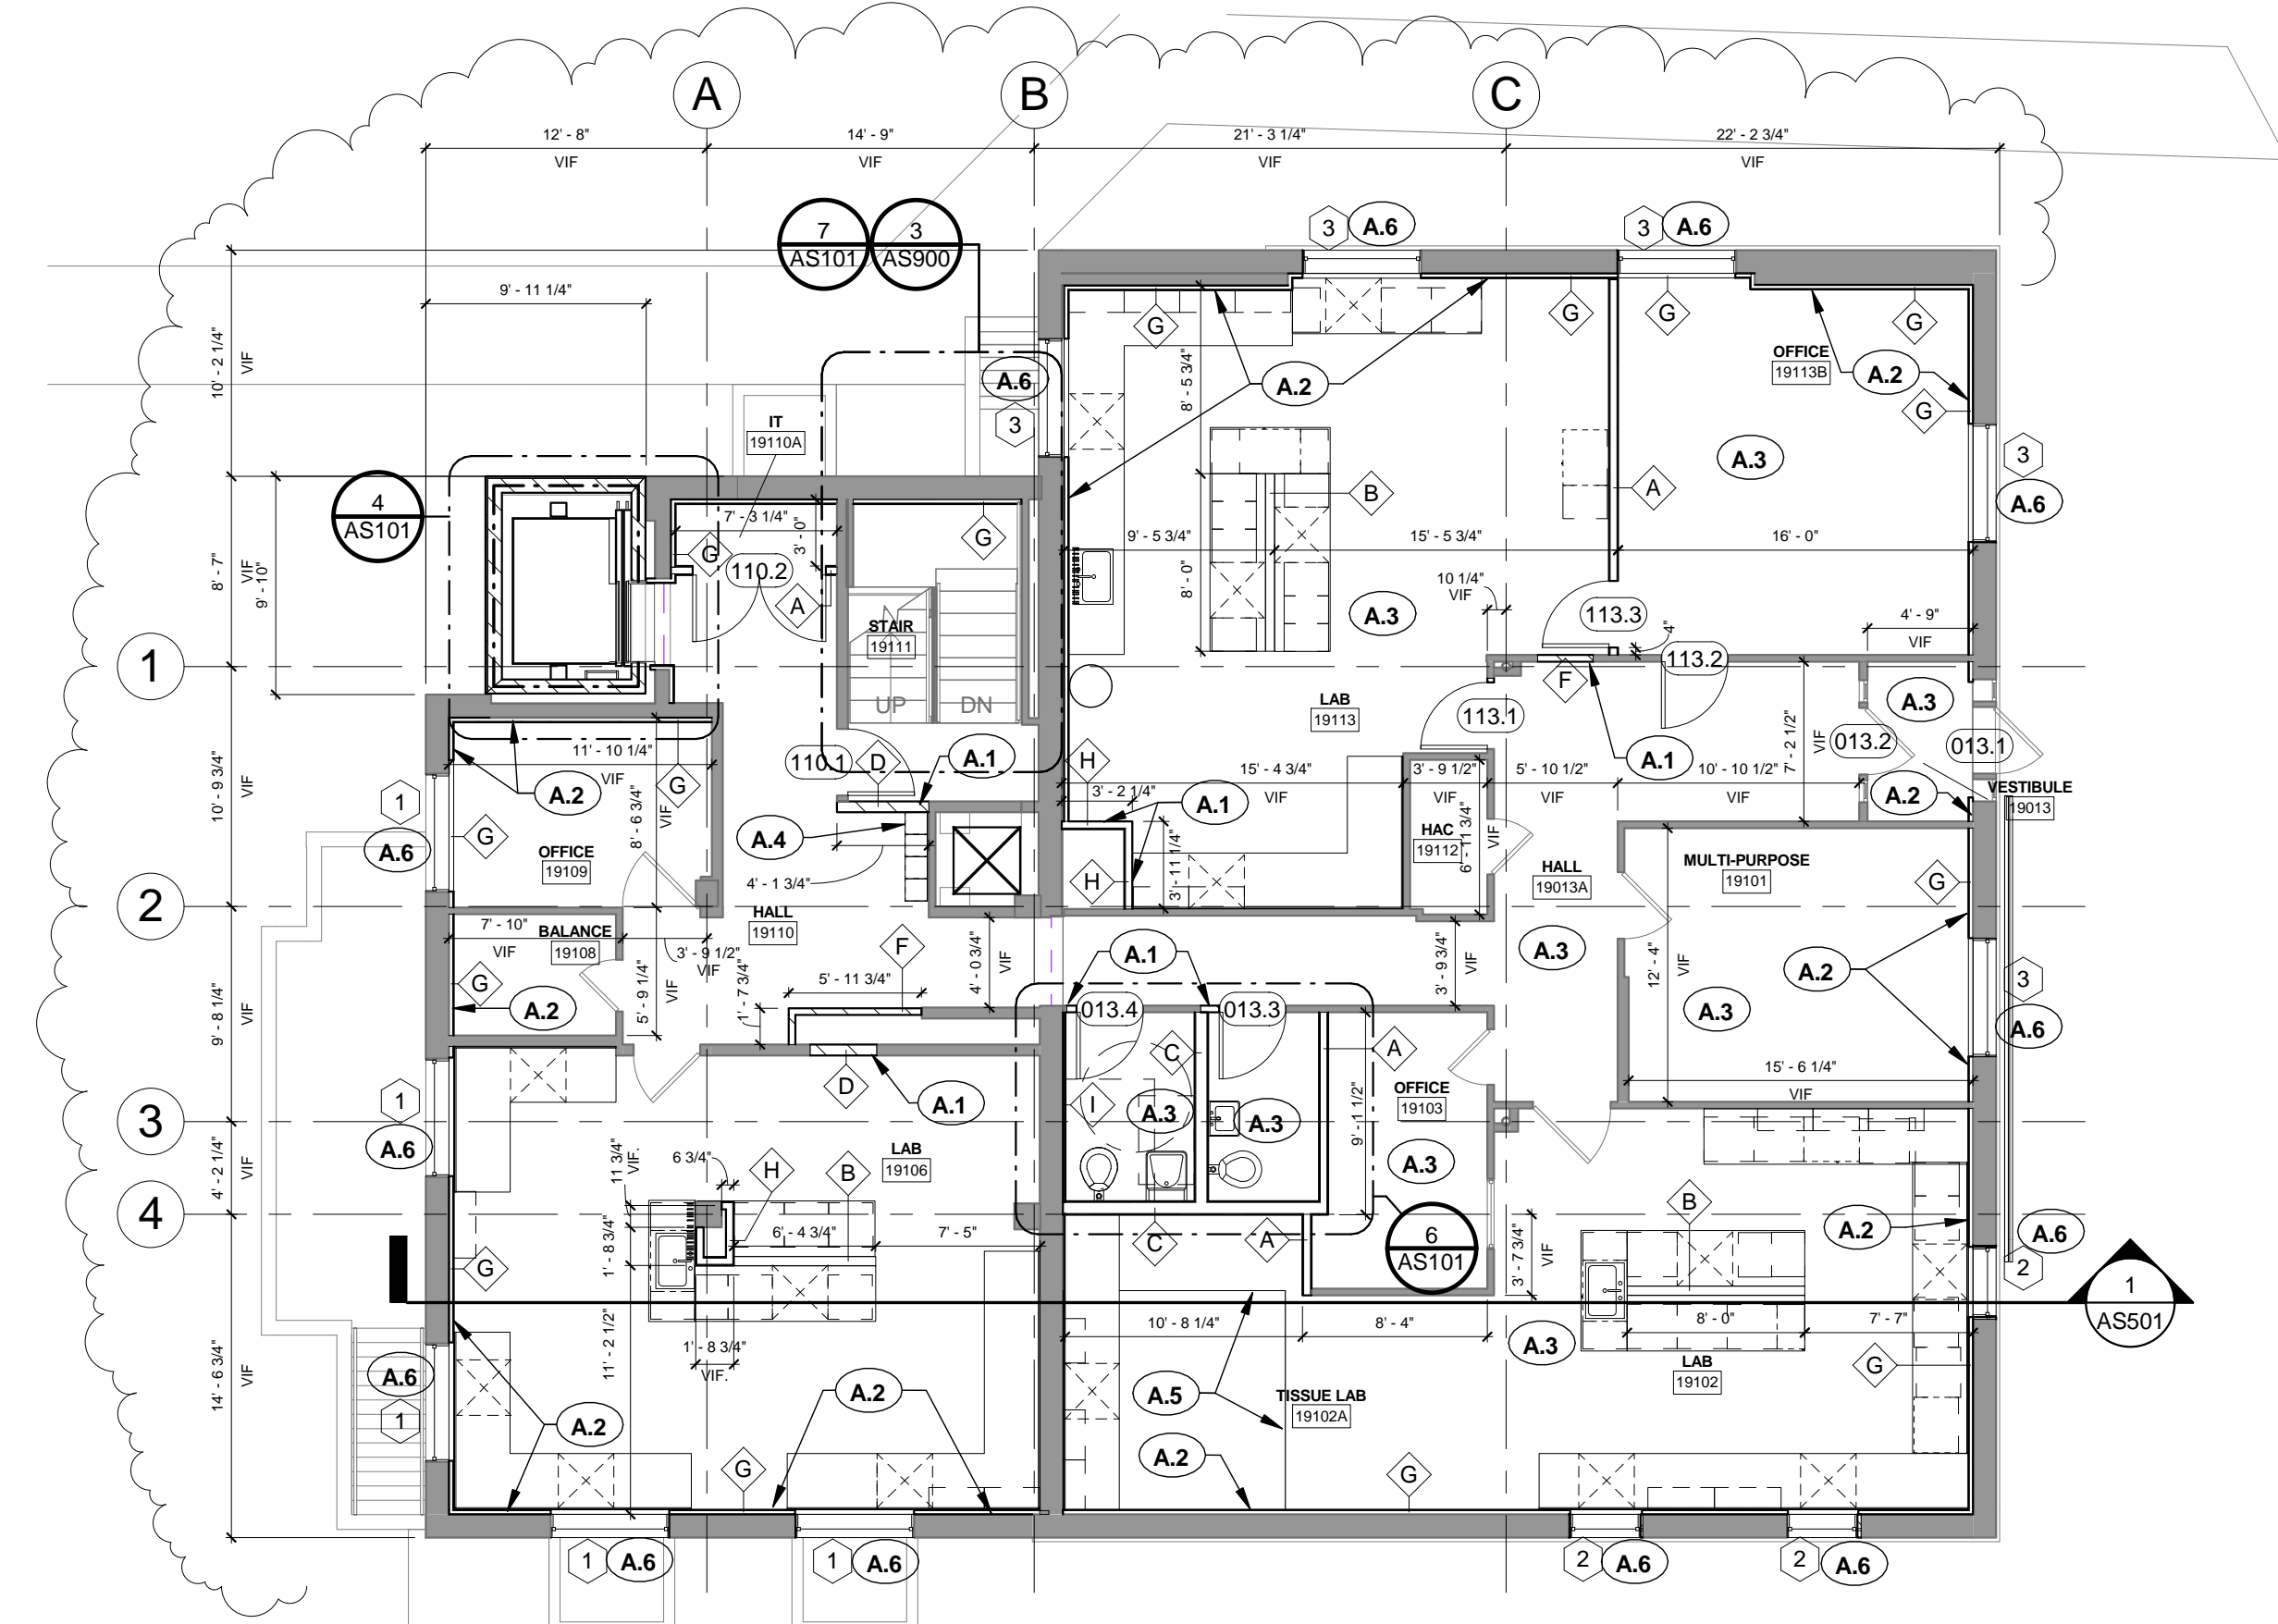 A
B
C
12' - 8"
VIF
14' - 9"
VIF
21' - 3 1/4"
VIF
22' - 2 3/4"
VIF
7
AS101
3
AS900
3
A.6
3
A.6
9' - 11 1/4"
10' - 2 1/4"
VIF
G
G
G
G
OFFICE
19113B
A.2
A.2
A.6
3
8' - 5 3/4"
G
IT
19110A
A.3
3
A.6
4
AS101
B
A
7' - 3 1/4"
3' - 0"
G
G
110.2
A
9' - 5 3/4"
15' - 5 3/4"
16' - 0"
8' - 7"
VIF
9' - 10"
8' - 0"
10 1/4"
VIF
A.3
113.3
4"
4' - 9"
VIF
STAIR
19111
1
113.2
F
UP
DN
LAB
19113
113.1
A.3
7' - 2 1/2"
VIF
013.2
013.1
11' - 10 1/4"
VIF
110.1
D
A.1
H
A.1
15' - 4 3/4"
VIF
3' - 9 1/2"
VIF
5' - 10 1/2"
10' - 10 1/2"
VIF
10' - 9 3/4"
VIF
1
A.2
G
8' - 6 3/4"
VIF
3' - 2 1/4"
A.1
A.2
VESTIBULE
19013
G
A.6
OFFICE
19109
A.4
3' - 11 1/4"
HAC
19112
6' - 11 3/4"
VIF
MULTI-PURPOSE
19101
G
H
HALL
19013A
4' - 1 3/4"
2
HALL
19110
7' - 10"
VIF
BALANCE
19108
3' - 9 1/2"
VIF
F
A.1
A.3
12' - 4"
VIF
A.2
3
G
5' - 9 1/4"
VIF
1' - 7 3/4"
5' - 11 3/4"
4' - 0 3/4"
VIF
3' - 9 3/4"
VIF
A.2
013.4
013.3
A.3
A.6
9' - 8 1/4"
VIF
C
A
D
15' - 6 1/4"
VIF
1
A.1
OFFICE
19103
I
A.3
A.3
9' - 1 1/2"
3
A.6
4' - 2 1/4"
VIF
LAB
19106
11 3/4"
VIF.
6 3/4"
H
B
A.3
B
4
6' - 4 3/4"
7' - 5"
1' - 8 3/4"
C
A
6
AS101
3' - 7 3/4"
VIF
A.2
A.6
G
2
1
AS501
10' - 8 1/4"
8' - 4"
8' - 0"
7' - 7"
11' - 2 1/2"
1' - 8 3/4"
VIF.
A.3
LAB
19102
G
14' - 6 3/4"
VIF
A.6
A.2
A.5
TISSUE LAB
19102A
1
A.2
A.2
G
G
1
A.6
1
A.6
2
A.6
2
A.6